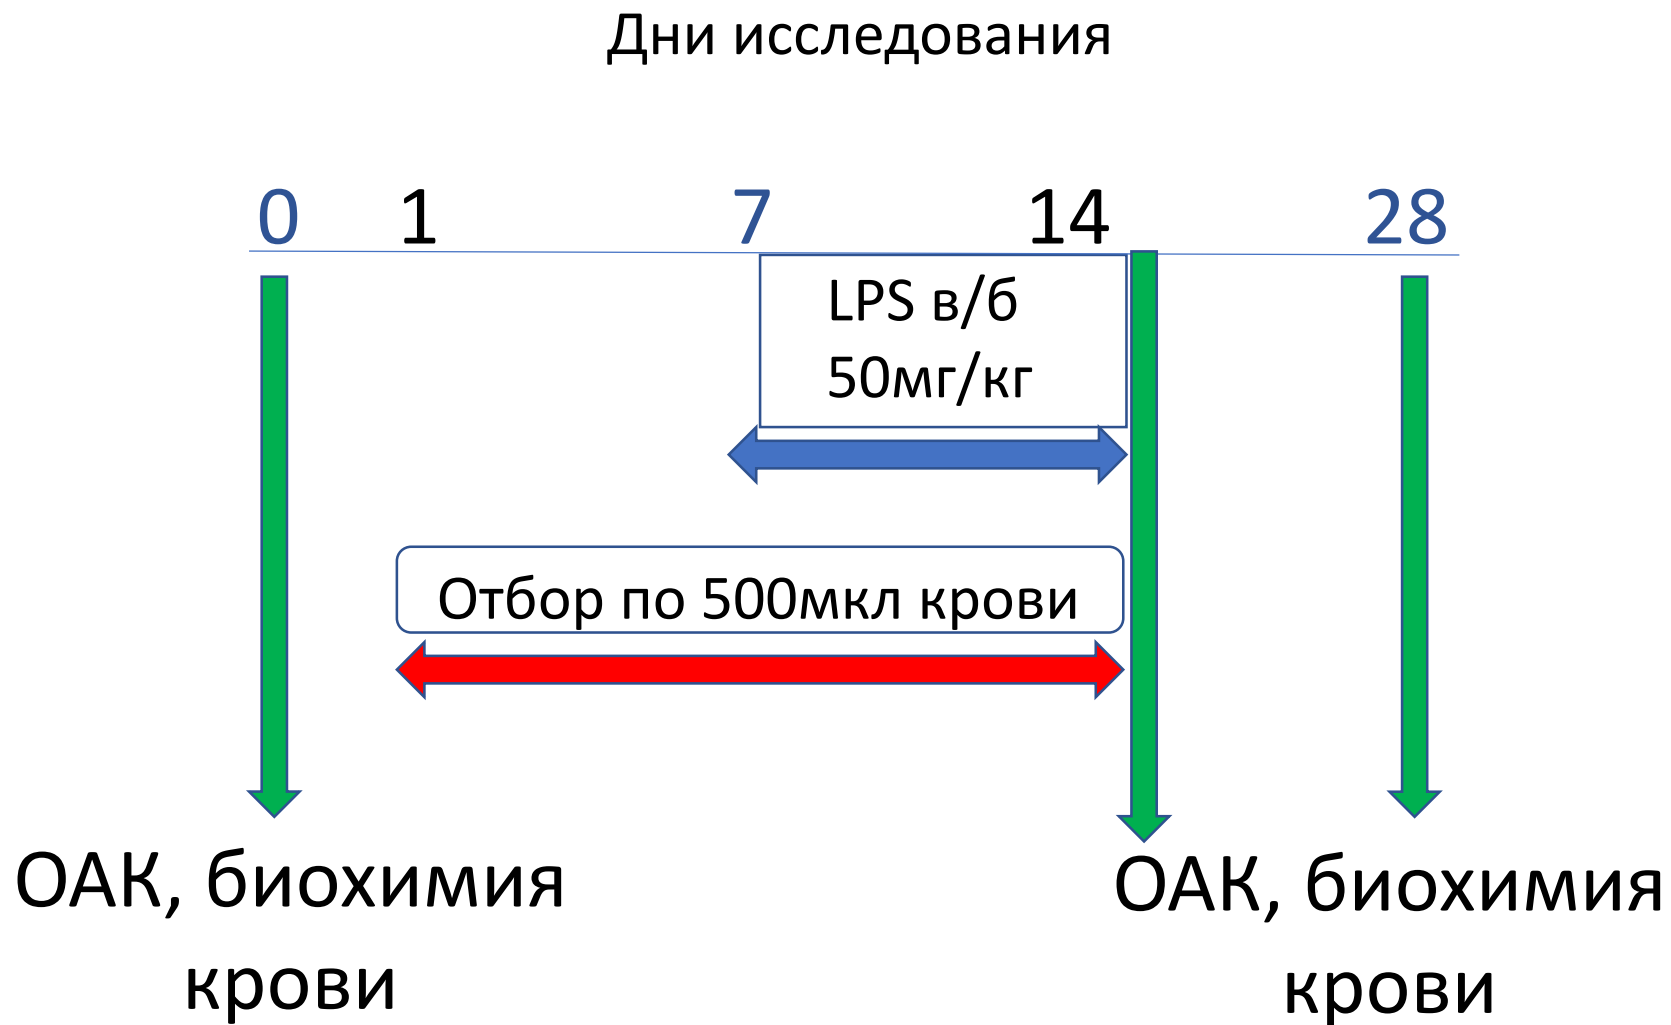 Дни исследования
0 1 7 14 28
LPS в/б
50мг/кг
Отбор по 500мкл крови
ОАК, биохимия
крови
ОАК, биохимия
крови